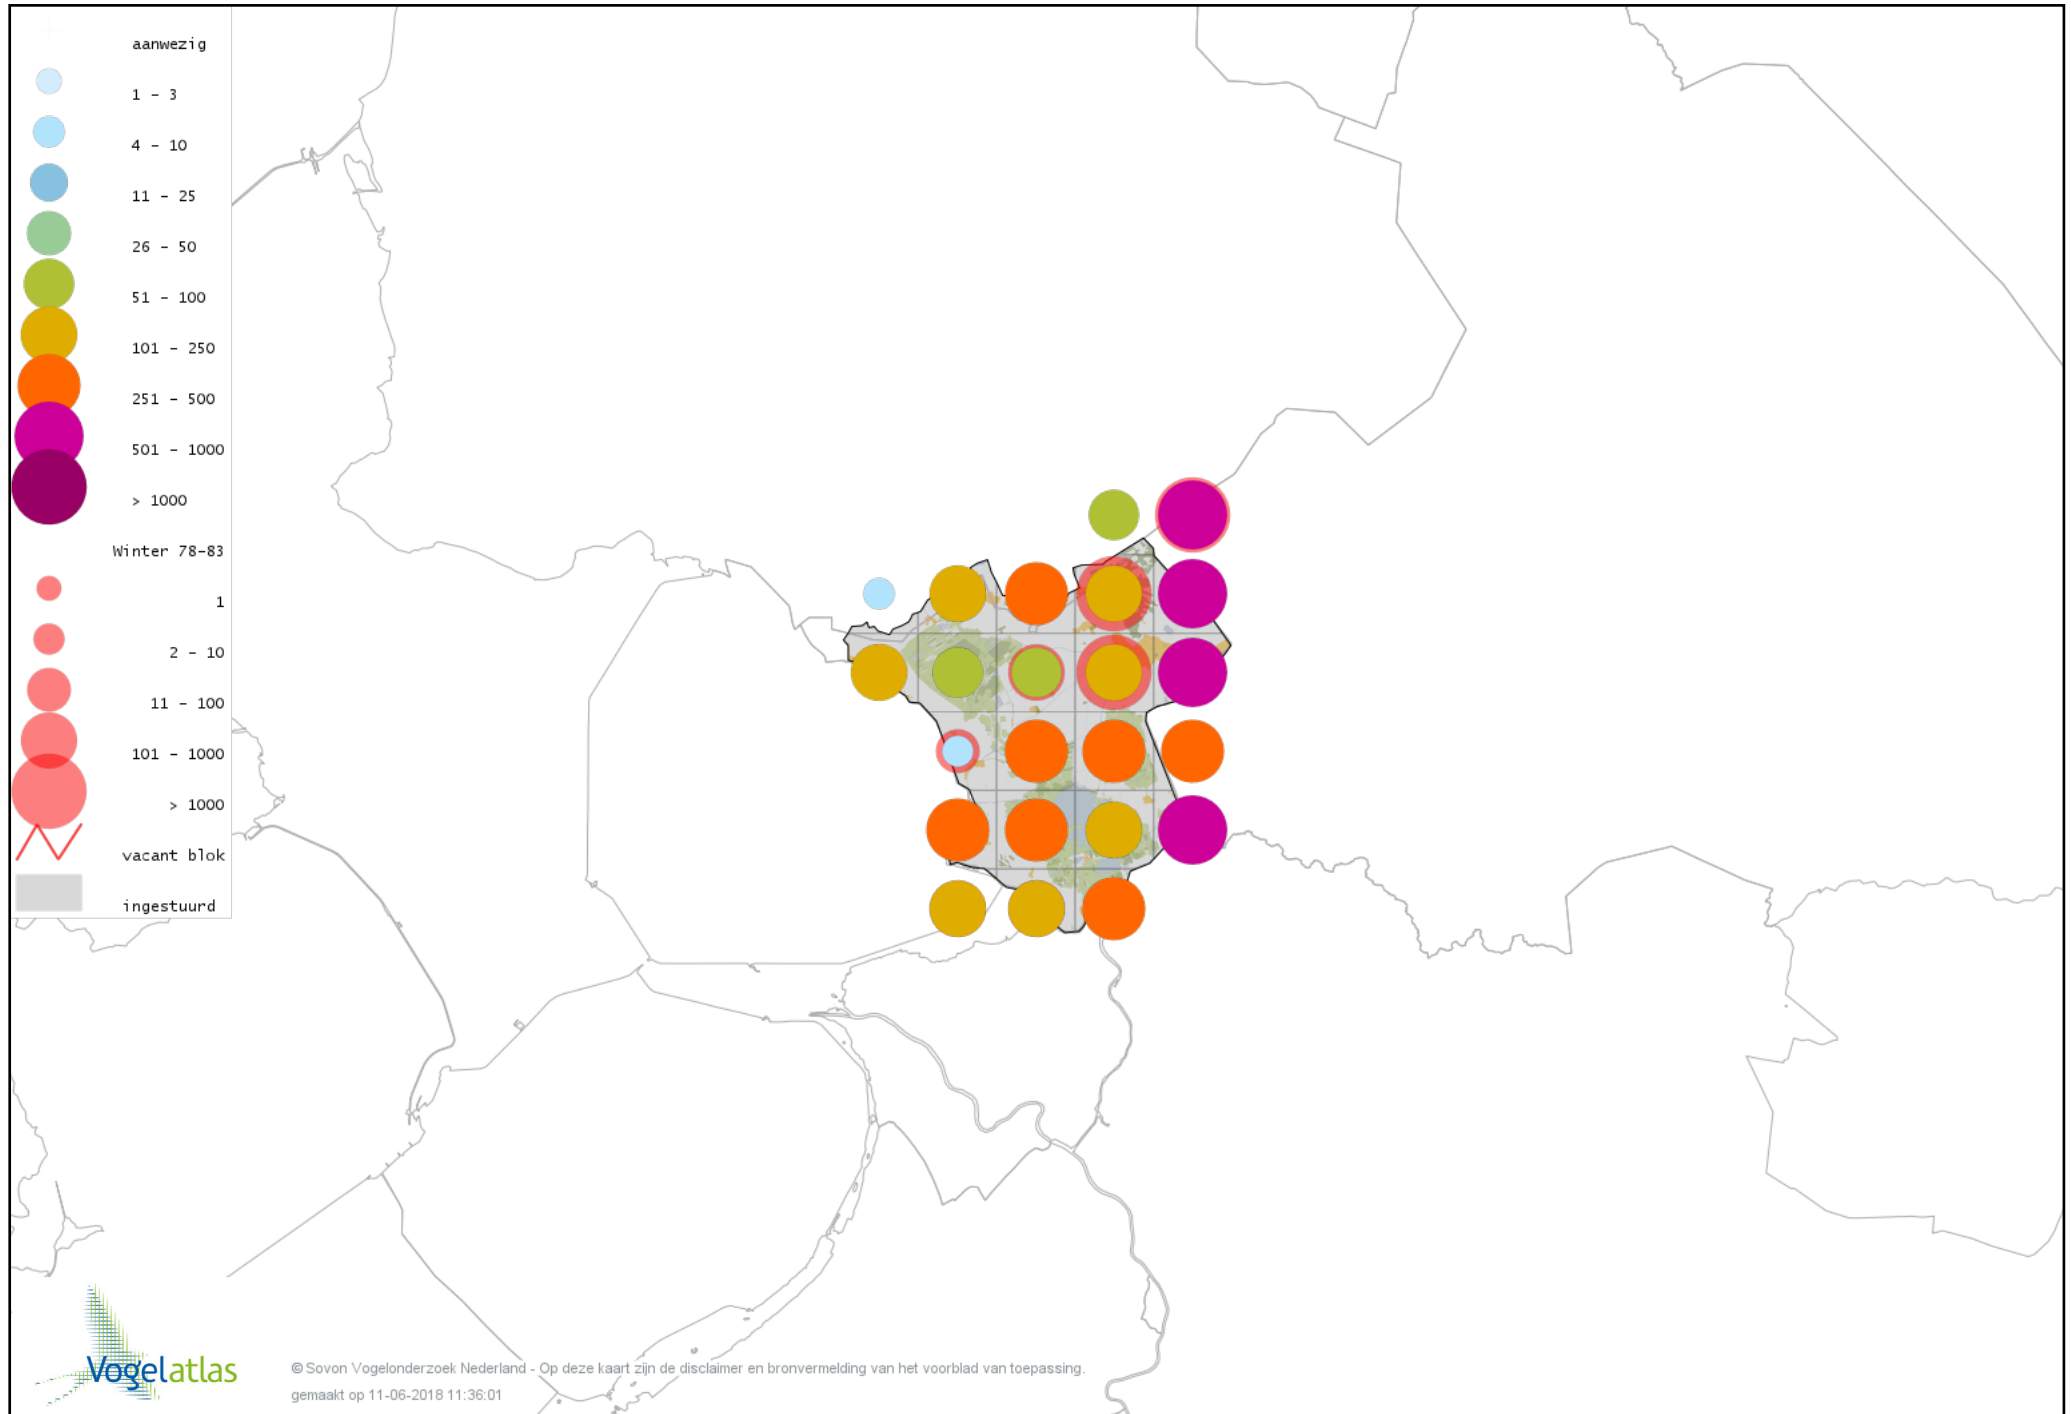 aanwezig
1 - 3
4 - 10
11 - 25
26 - 50
51 - 100
101 - 250
251 - 500
501 - 1000
> 1000
Winter 78-83
1
2 - 10
11 - 100
101 - 1000
> 1000
vacant blok
ingestuurd
Vogelatlas
© Sovon Vogelonderzoek Nederland - Op deze kaart zijn de disclaimer en bronvermelding van het voorblad van toepassing.
gemaakt op 11-06-2018 11:36:01